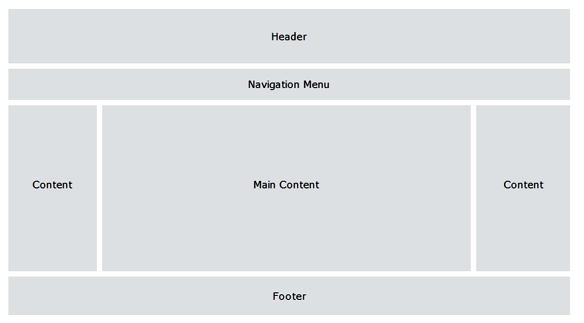 Header
Navigation Menu
Content
Main Content
Content
Footer